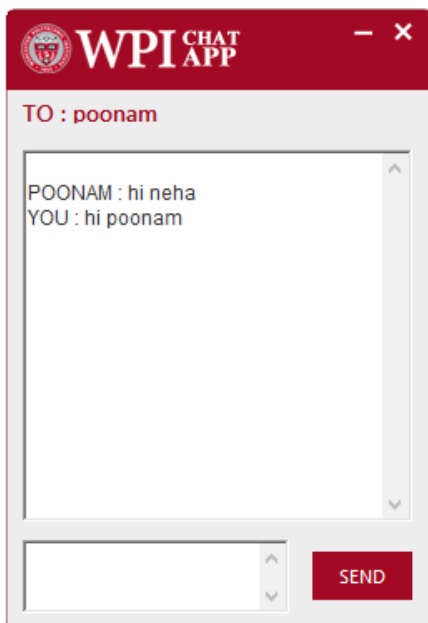 WPI CHAT APP
TO : poonam
POONAM : hi neha
YOU : hi poonam
SEND